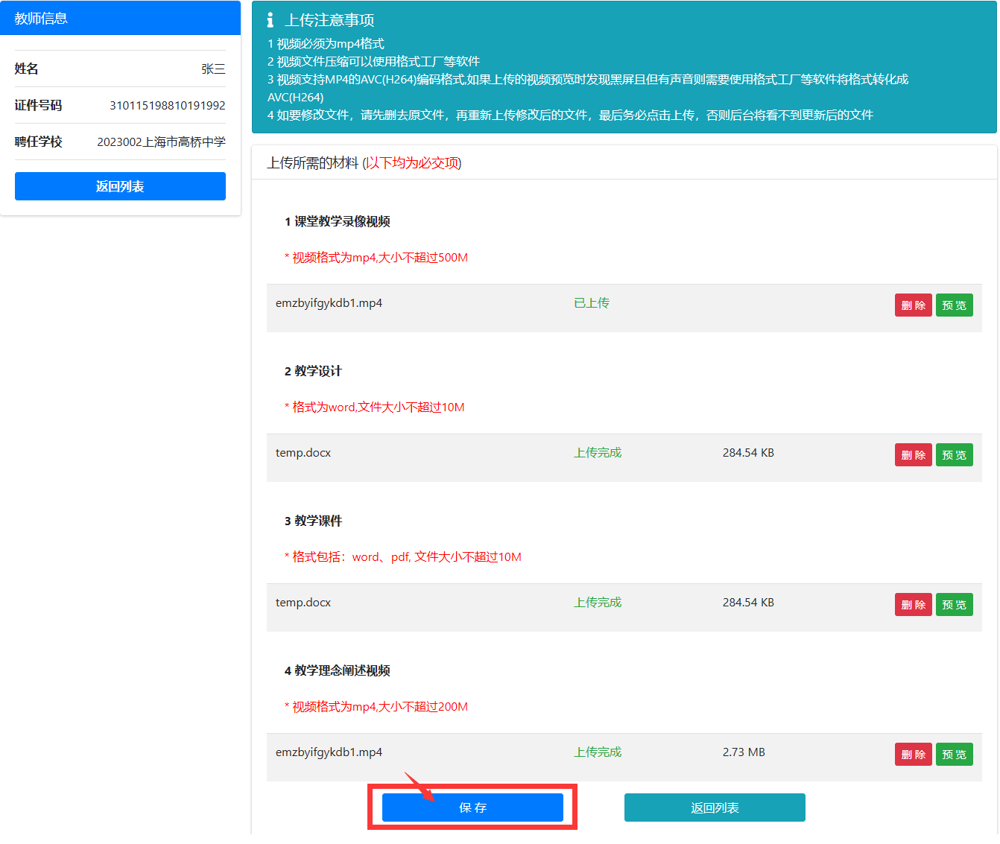 教师信息
姓名 张三
证件号码 310115198810191992
聘任学校 2023002上海市高桥中学
返回列表
上传注意事项
1 视频必须为mp4格式
2 视频文件压缩可以使用格式工厂等软件
3 视频支持MP4的AVC(H264)编码格式,如果上传的视频预览时发现黑屏且但有声音则需要使用格式工厂等软件将格式转化成
AVC(H264)
4 如要修改文件，请先删去原文件，再重新上传修改后的文件，最后务必点击上传，否则后台将看不到更新后的文件
上传所需的材料 (以下均为必交项)
1 课堂教学录像视频
* 视频格式为mp4,大小不超过500M
emzbyifgykdb1.mp4 已上传 删 除 预 览
2 教学设计
* 格式为word,文件大小不超过10M
temp.docx 上传完成 284.54 KB 删 除 预 览
3 教学课件
* 格式包括：word、pdf, 文件大小不超过10M
temp.docx 上传完成 284.54 KB 删 除 预 览
4 教学理念阐述视频
* 视频格式为mp4,大小不超过200M
emzbyifgykdb1.mp4 上传完成 2.73 MB 删 除 预 览
保 存 返回列表